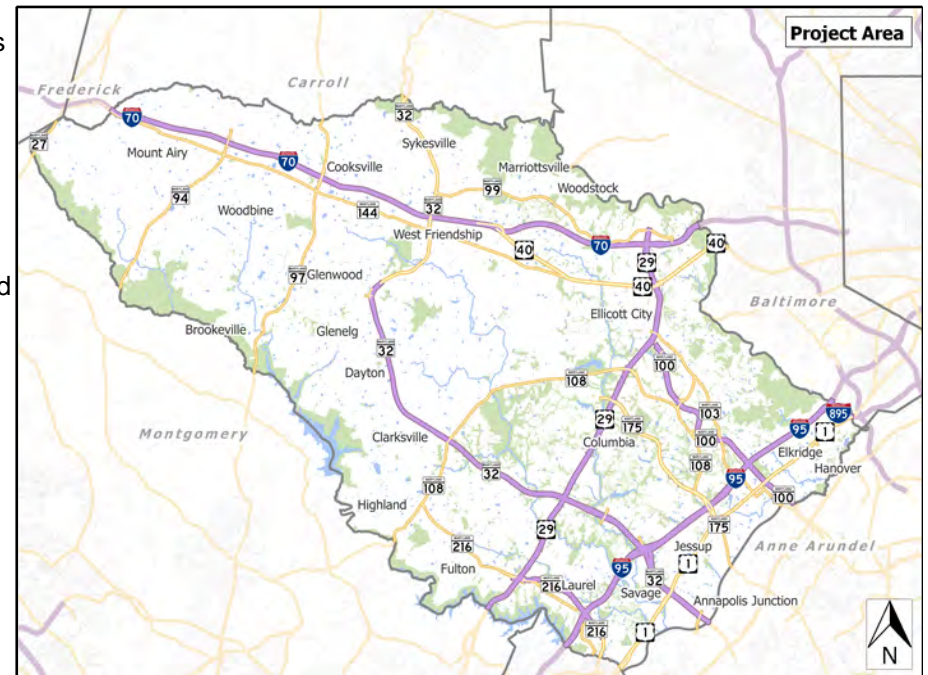 Project Area
s
Carroll
Frederick
70
32
27
Mount Airy
Sykesville
70
Cooksville
Marriottsville
99
Woodstock
94
Woodbine
144
32
West Friendship
40
70
40
29
97
Glenwood
40
d
Baltimore
Ellicott City
Brookeville
Glenelg
32
100
Dayton
108
29
103
895
175
95
1
Montgomery
Clarksville
Columbia
100
Elkridge
32
108
Hanover
108
95
100
Highland
29
175
216
Jessup
Anne Arundel
Fulton
95
1
216
Laurel
32
Savage
Annapolis Junction
216
1
N